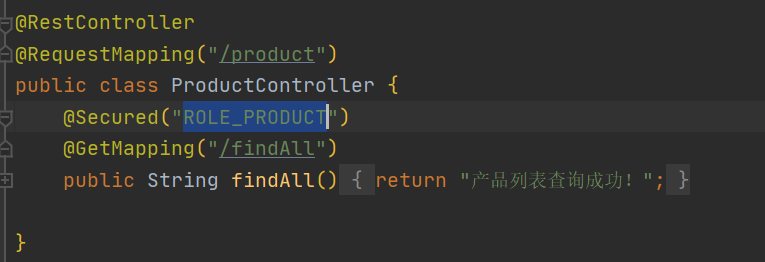 @RestController
@RequestMapping("/product")
public class ProductController {
@Secured("ROLE_PRODUCT")
@GetMapping("/findAll")
public String findAll() { return "产品列表查询成功！"; }
}